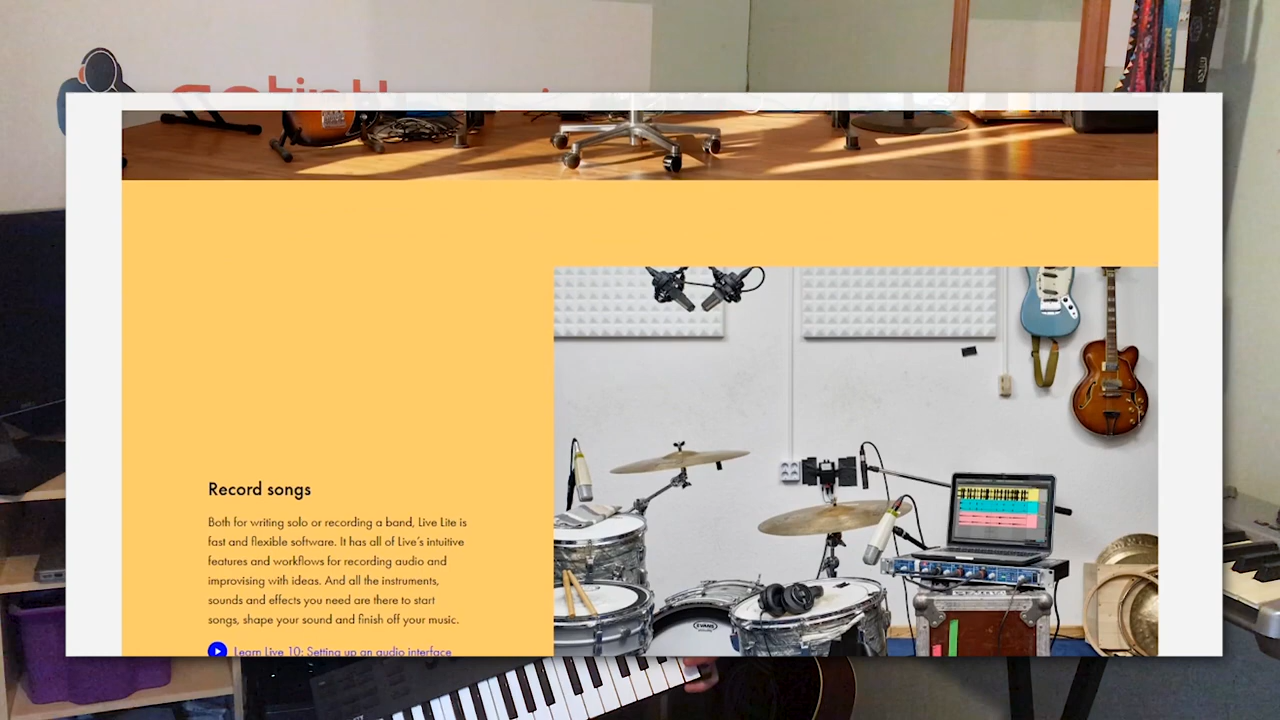 Record songs
Both for writing solo or recording a band, Live Lite is
fast and flexible software. It has all of Live's intuitive
features and workflows for recording audio and
improvising with ideas. And all the instruments,
sounds and effects you need are there to start
songs, shape your sound and finish off your music.
Learn Live 10: Setting up an audio interface
EVANS